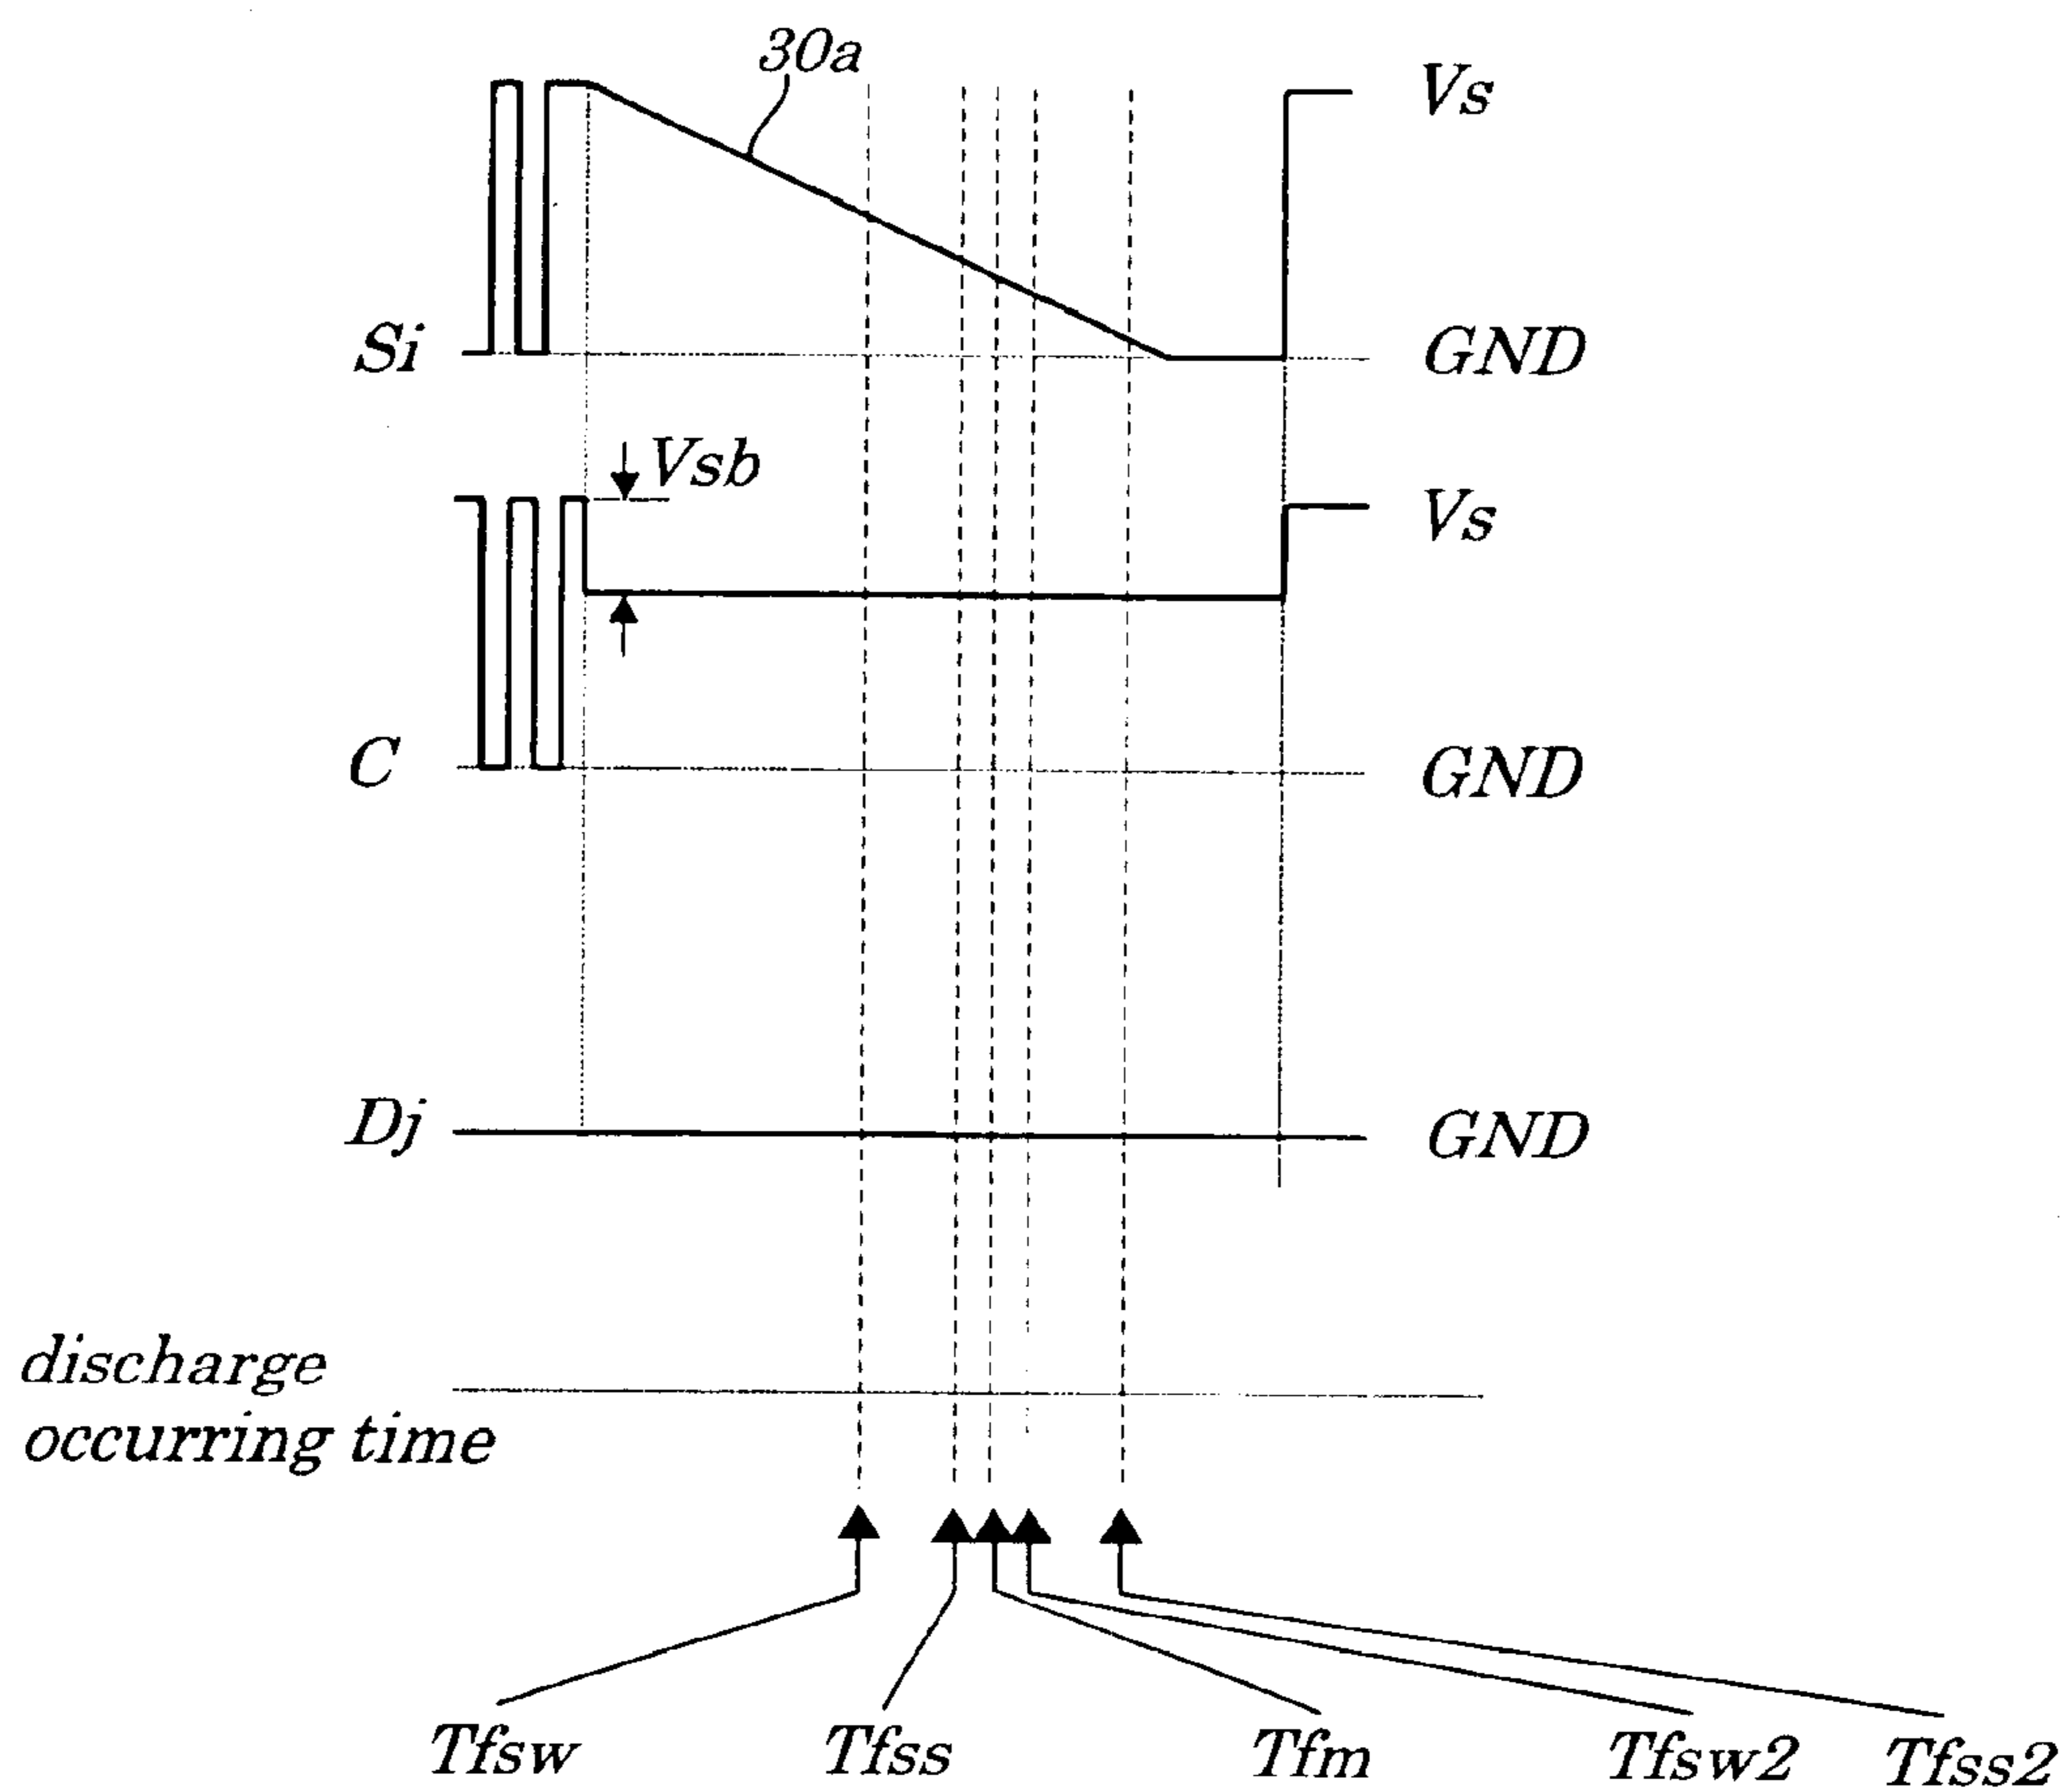 30a
Vs
Si
GND
Vsb
Vs
C
GND
Dj
GND
discharge
occurring time
Tfsw
Tfss
Tfm
Tfsw2
Tfss2